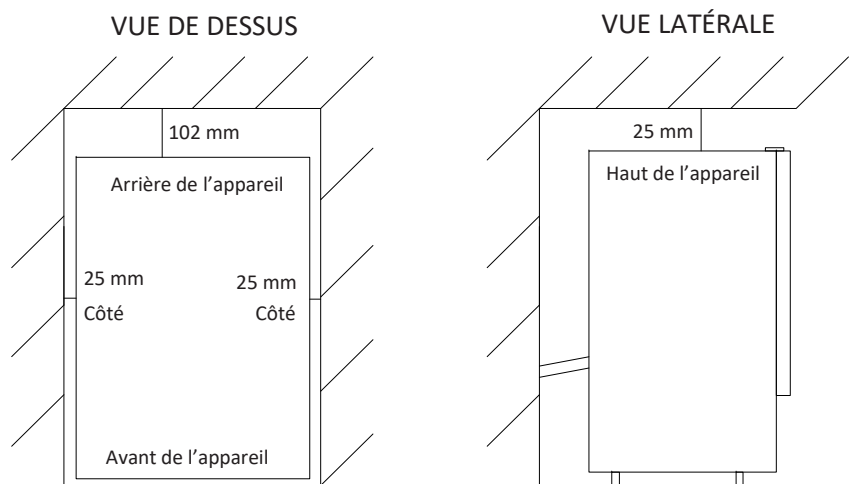 VUE DE DESSUS
102 mm
Arrière de l’appareil
25 mm
Côté
25 mm
Côté
Avant de l’appareil
VUE LATÉRALE
25 mm
Haut de l’appareil